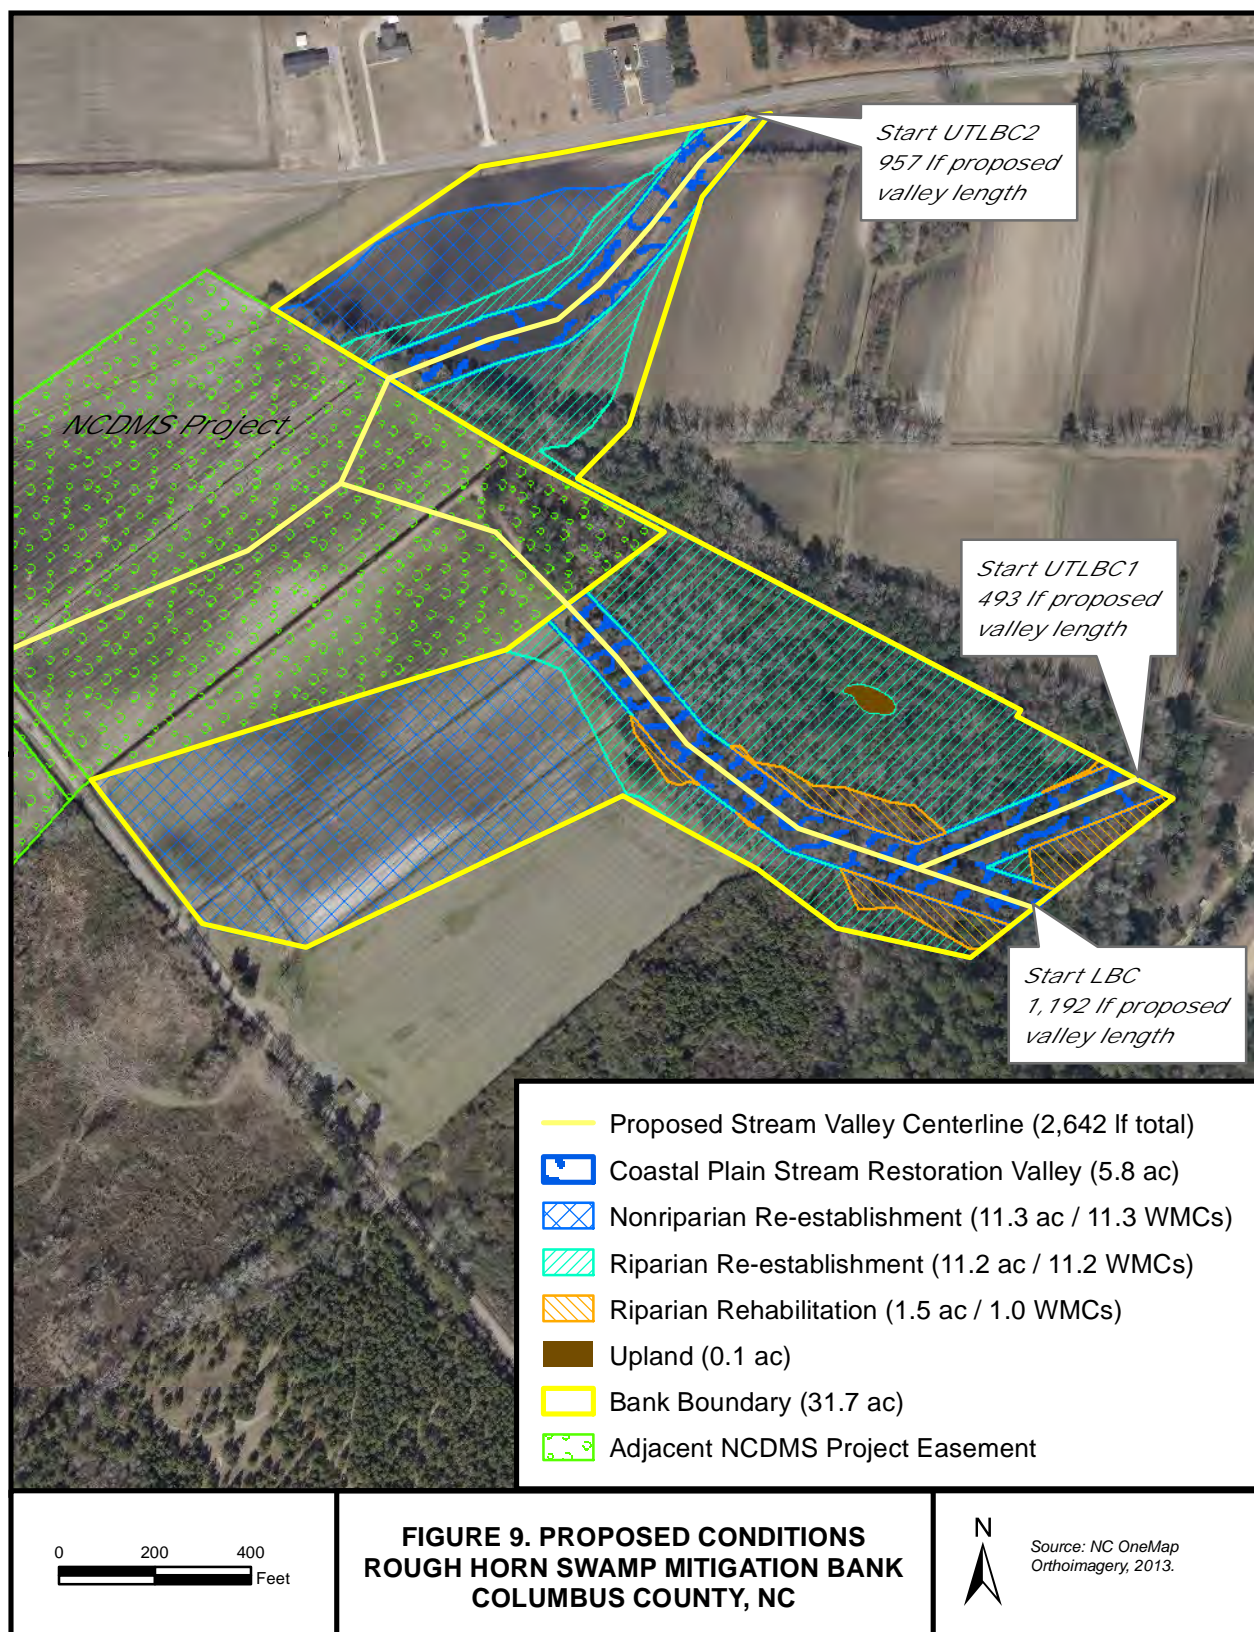 Start UTLBC2
957 lf proposed
valley length
NCDMS Project
Start UTLBC1
493 lf proposed
valley length
Start LBC
1,192 lf proposed
valley length
Proposed Stream Valley Centerline (2,642 lf total)
Coastal Plain Stream Restoration Valley (5.8 ac)
Nonriparian Re-establishment (11.3 ac / 11.3 WMCs)
Riparian Re-establishment (11.2 ac / 11.2 WMCs)
Riparian Rehabilitation (1.5 ac / 1.0 WMCs)
Upland (0.1 ac)
Bank Boundary (31.7 ac)
Adjacent NCDMS Project Easement
0 200 400
Feet
FIGURE 9. PROPOSED CONDITIONS
ROUGH HORN SWAMP MITIGATION BANK
COLUMBUS COUNTY, NC
N
Source: NC OneMap
Orthoimagery, 2013.